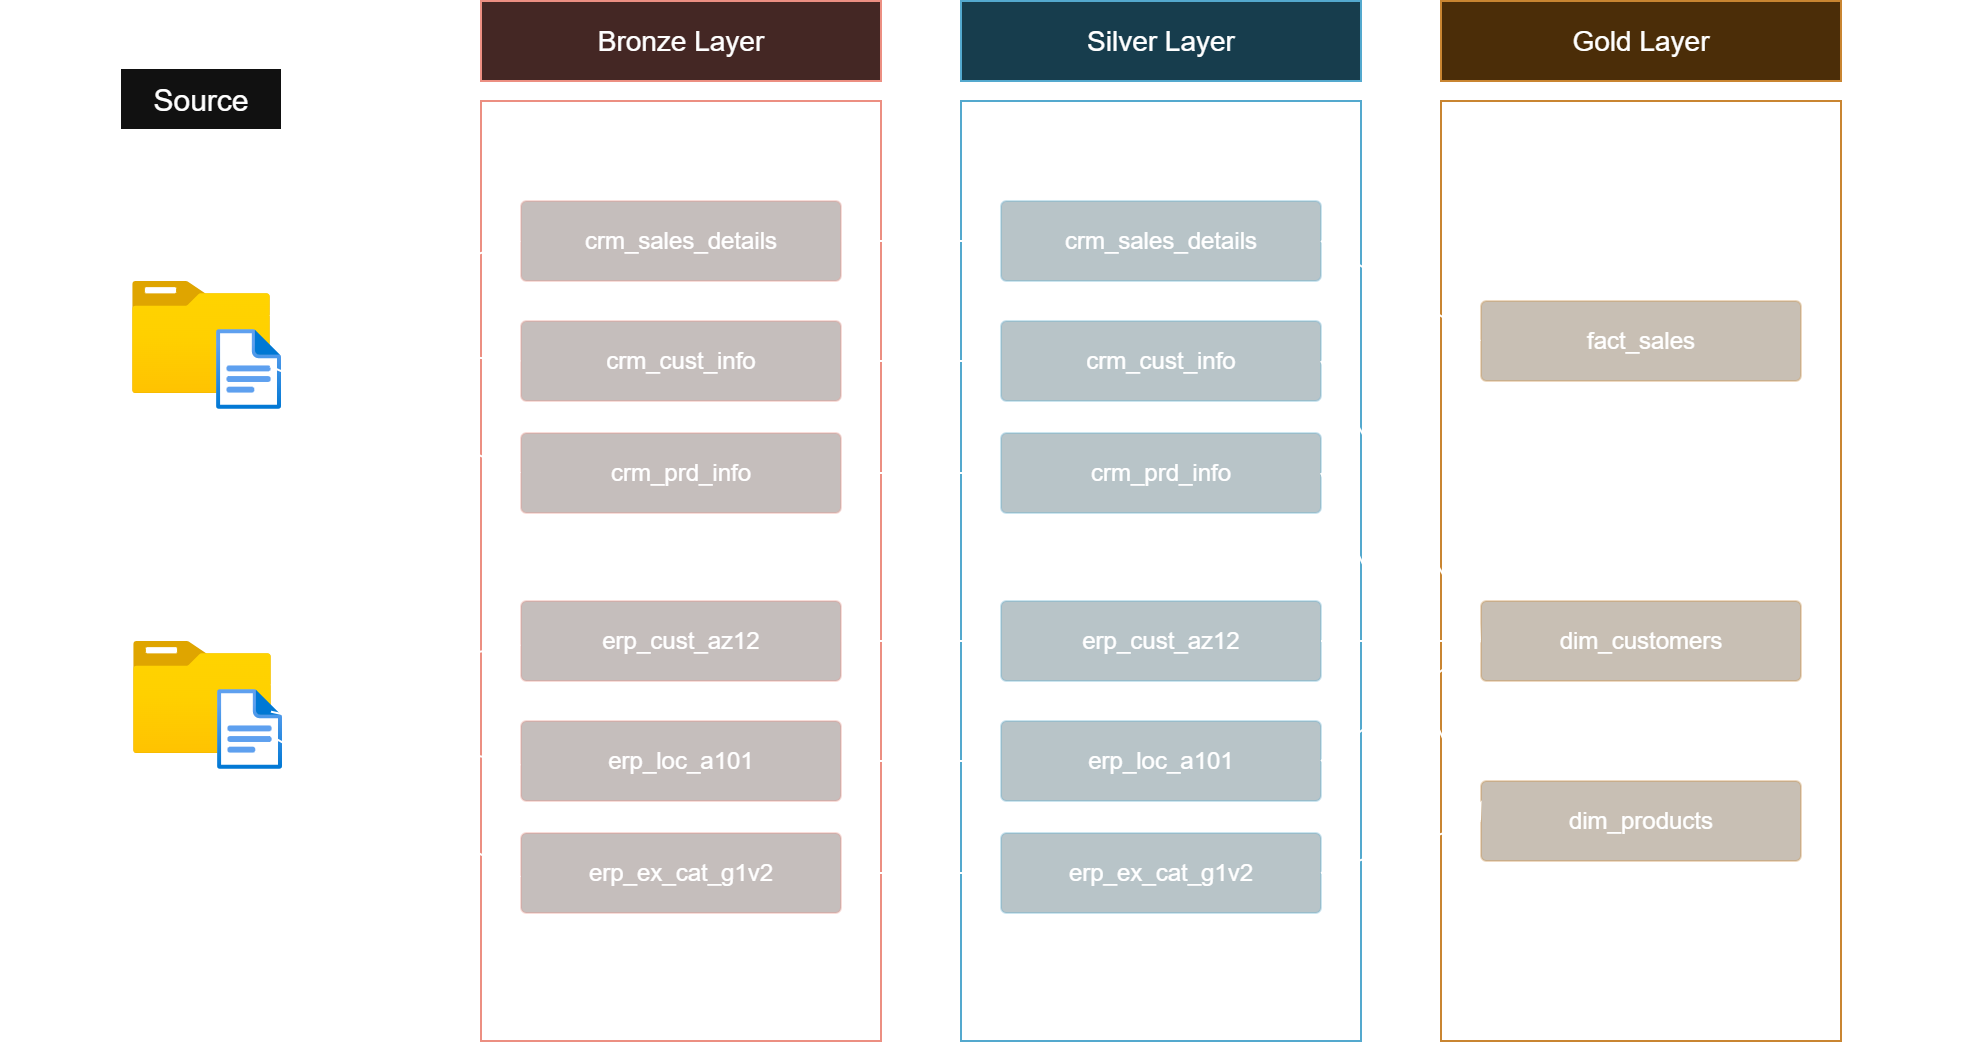 Source
Bronze Layer
crm_sales_details
crm_cust_info
crm_prd_info
erp_cust_az12
erp_loc_a101
erp_ex_cat_g1v2
Silver Layer
crm_sales_details
crm_cust_info
crm_prd_info
erp_cust_az12
erp_loc_a101
erp_ex_cat_g1v2
Gold Layer
fact_sales
dim_customers
dim_products